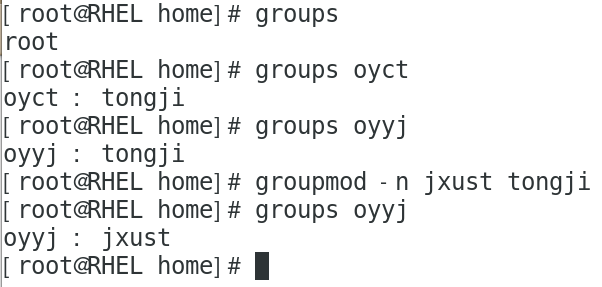 [root@RHEL home]# groups
root
[root@RHEL home]# groups oyct
oyct : tongji
[root@RHEL home]# groups oyyj
oyyj : tongji
[root@RHEL home]# groupmod -n jxust tongji
[root@RHEL home]# groups oyyj
oyyj : jxust
[root@RHEL home]#